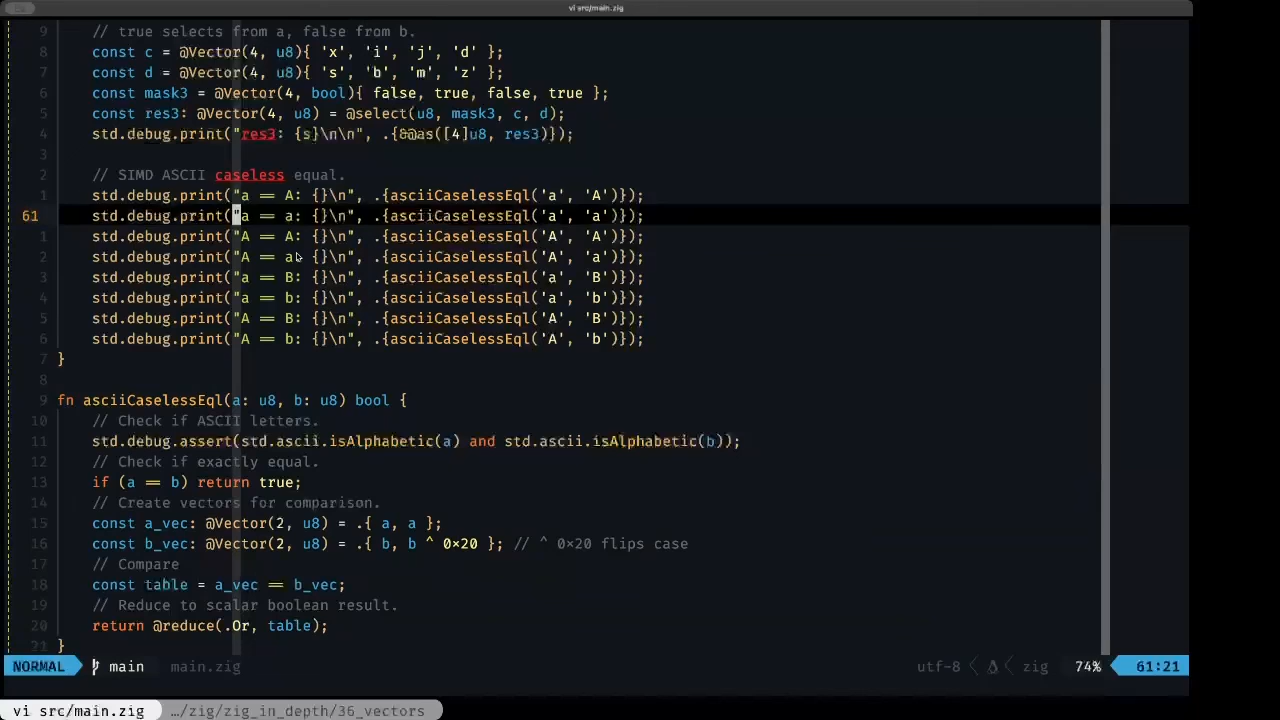 vi src/main.zig
9 // true selects from a, false from b.
8 const c = @Vector(4, u8){ 'x', 'i', 'j', 'd' };
7 const d = @Vector(4, u8){ 's', 'b', 'm', 'z' };
6 const mask3 = @Vector(4, bool){ false, true, false, true };
5 const res3: @Vector(4, u8) = @select(u8, mask3, c, d);
4 std.debug.print("res3: {s}\n\n", .{&@as([4]u8, res3)});
3
2 // SIMD ASCII caseless equal.
1 std.debug.print("a == A: {}\n", .{asciiCaselessEql('a', 'A')});
61 std.debug.print("a == a: {}\n", .{asciiCaselessEql('a', 'a')});
1 std.debug.print("A == A: {}\n", .{asciiCaselessEql('A', 'A')});
2 std.debug.print("A == a: {}\n", .{asciiCaselessEql('A', 'a')});
3 std.debug.print("a == B: {}\n", .{asciiCaselessEql('a', 'B')});
4 std.debug.print("a == b: {}\n", .{asciiCaselessEql('a', 'b')});
5 std.debug.print("A == B: {}\n", .{asciiCaselessEql('A', 'B')});
6 std.debug.print("A == b: {}\n", .{asciiCaselessEql('A', 'b')});
7 }
8
9 fn asciiCaselessEql(a: u8, b: u8) bool {
10 // Check if ASCII letters.
11 std.debug.assert(std.ascii.isAlphabetic(a) and std.ascii.isAlphabetic(b));
12 // Check if exactly equal.
13 if (a == b) return true;
14 // Create vectors for comparison.
15 const a_vec: @Vector(2, u8) = .{ a, a };
16 const b_vec: @Vector(2, u8) = .{ b, b ^ 0x20 }; // ^ 0x20 flips case
17 // Compare
18 const table = a_vec == b_vec;
19 // Reduce to scalar boolean result.
20 return @reduce(.Or, table);
21 }
NORMAL main main.zig utf-8 zig 74% 61:21
vi src/main.zig …/zig/zig_in_depth/36_vectors